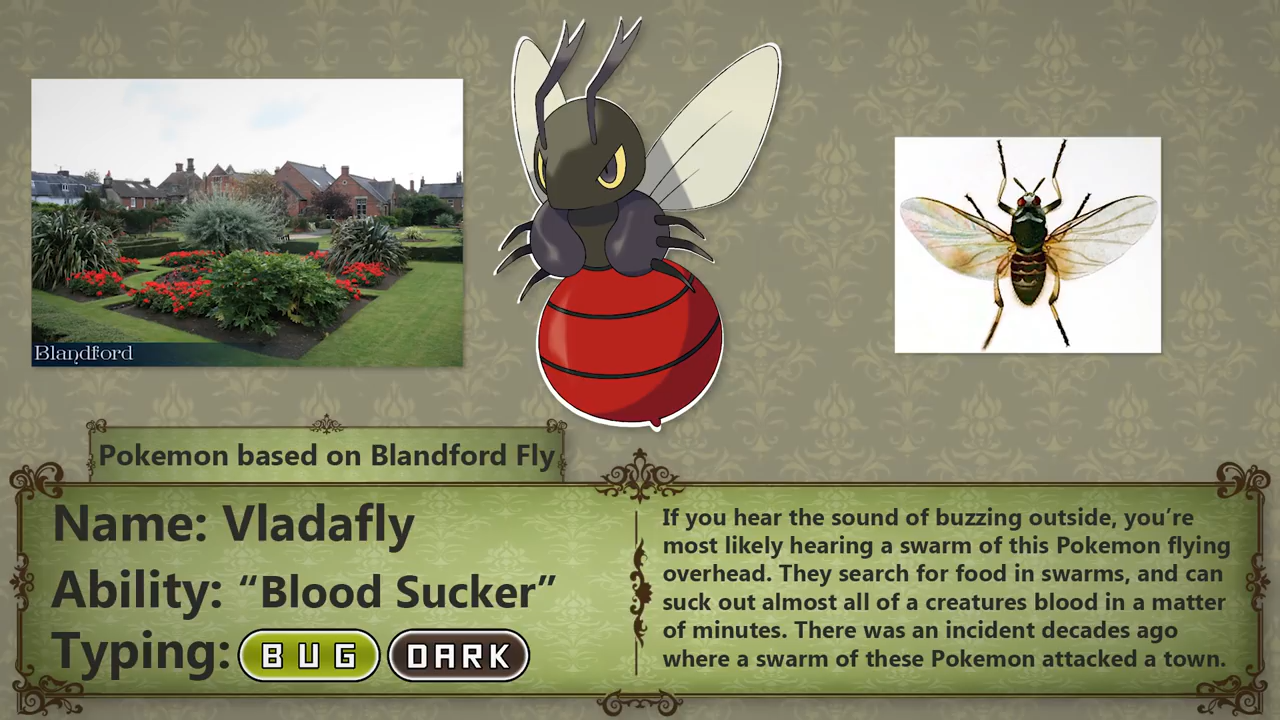 Blandford
Pokemon based on Blandford Fly
Name: Vladafly
Ability: “Blood Sucker”
Typing: BUG DARK
If you hear the sound of buzzing outside, you’re
most likely hearing a swarm of this Pokemon flying
overhead. They search for food in swarms, and can
suck out almost all of a creatures blood in a matter
of minutes. There was an incident decades ago
where a swarm of these Pokemon attacked a town.